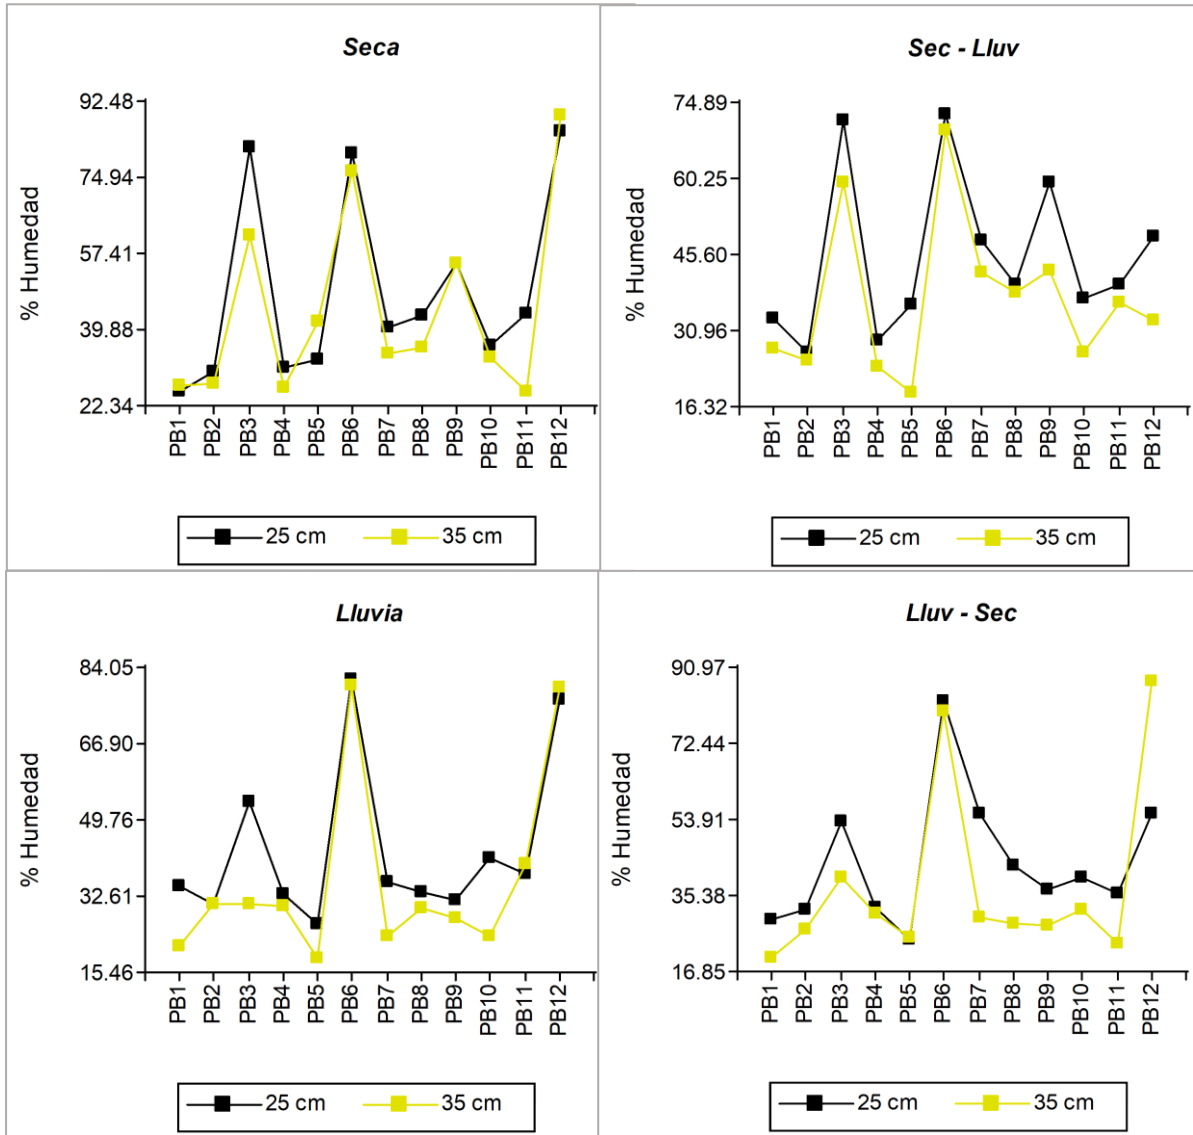 Seca
92.48
74.94
57.41
39.88
22.34
% Humedad
PB1 PB2 PB3 PB4 PB5 PB6 PB7 PB8 PB9 PB10 PB11 PB12
25 cm 35 cm
Sec - Lluv
74.89
60.25
45.60
30.96
16.32
% Humedad
PB1 PB2 PB3 PB4 PB5 PB6 PB7 PB8 PB9 PB10 PB11 PB12
25 cm 35 cm
Lluvia
84.05
66.90
49.76
32.61
15.46
% Humedad
PB1 PB2 PB3 PB4 PB5 PB6 PB7 PB8 PB9 PB10 PB11 PB12
25 cm 35 cm
Lluv - Sec
90.97
72.44
53.91
35.38
16.85
% Humedad
PB1 PB2 PB3 PB4 PB5 PB6 PB7 PB8 PB9 PB10 PB11 PB12
25 cm 35 cm